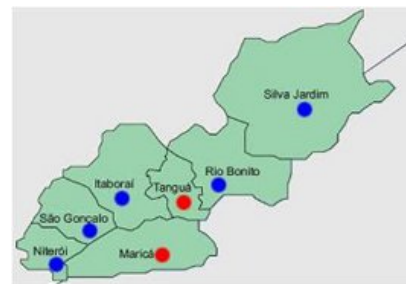 Silva Jardim
Rio Bonito
Itaboraí
Tanguá
São Gonçalo
Niterói
Maricá